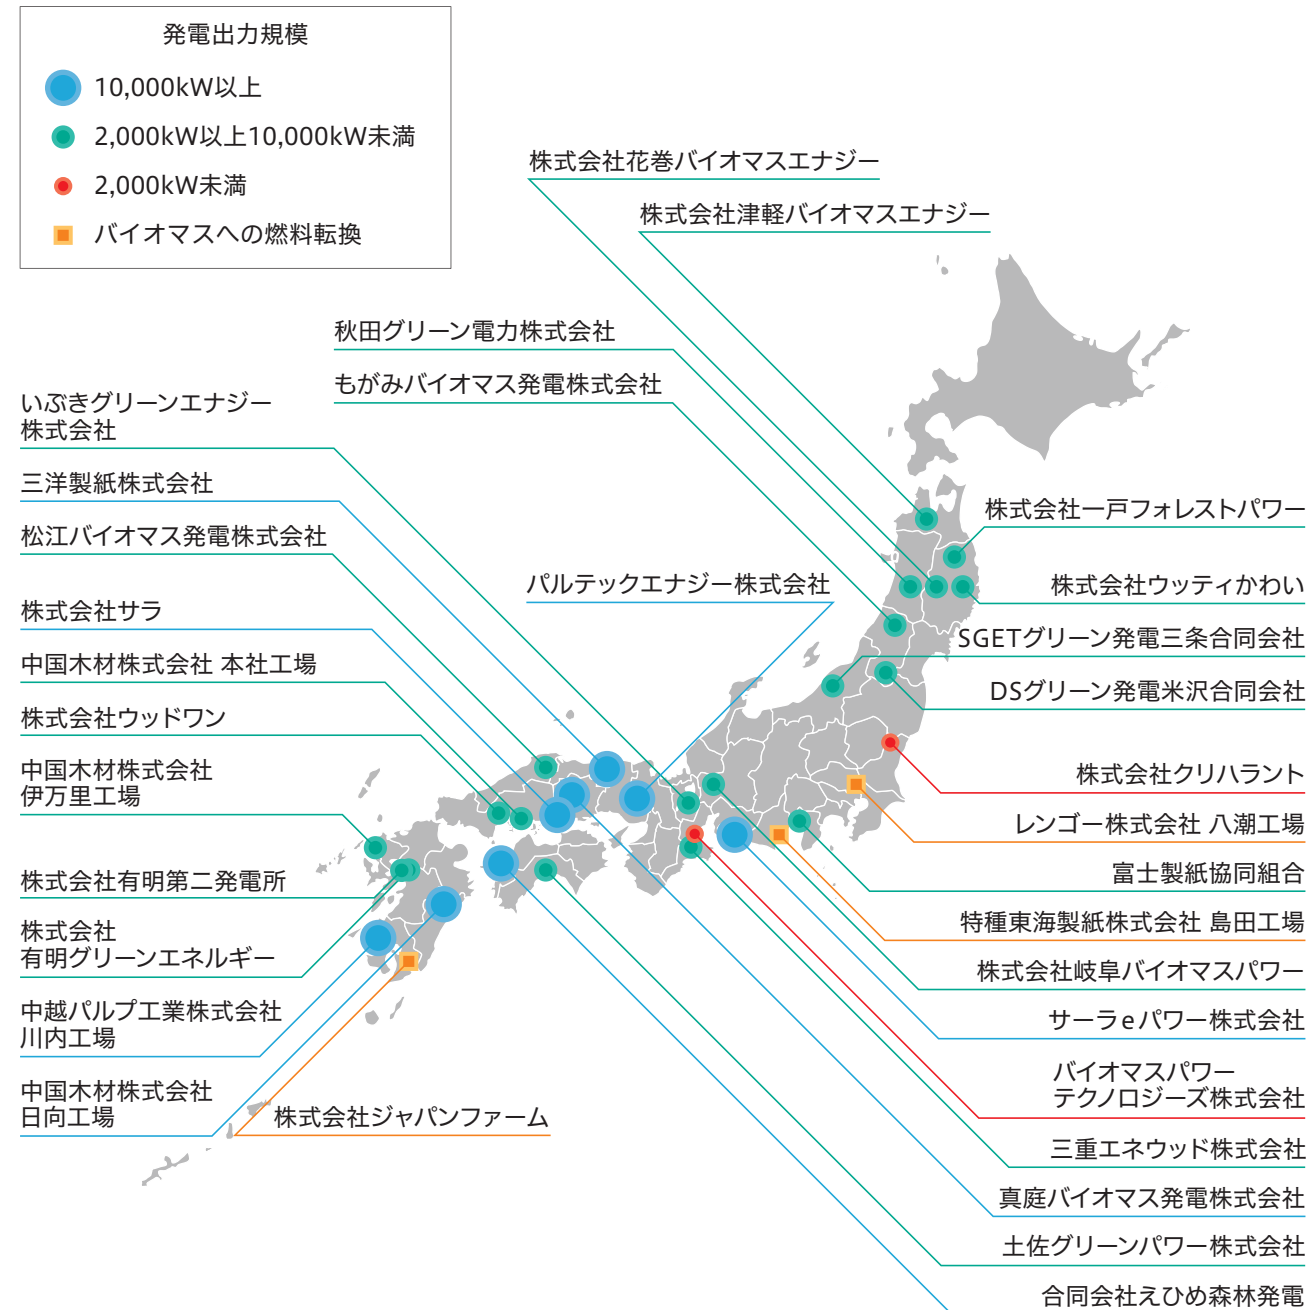 発電出力規模
10,000kW以上
2,000kW以上10,000kW未満
2,000kW未満
バイオマスへの燃料転換
株式会社花巻バイオマスエナジー
株式会社津軽バイオマスエナジー
秋田グリーン電力株式会社
もがみバイオマス発電株式会社
いぶきグリーンエナジー
株式会社
三洋製紙株式会社
松江バイオマス発電株式会社
パルテックエナジー株式会社
株式会社サラ
中国木材株式会社 本社工場
株式会社ウッドワン
中国木材株式会社
伊万里工場
株式会社有明第二発電所
株式会社
有明グリーンエネルギー
中越パルプ工業株式会社
川内工場
中国木材株式会社
日向工場
株式会社ジャパンファーム
株式会社一戸フォレストパワー
株式会社ウッティかわい
SGETグリーン発電三条合同会社
DSグリーン発電米沢合同会社
株式会社クリハラント
レンゴー株式会社 八潮工場
富士製紙協同組合
特種東海製紙株式会社 島田工場
株式会社岐阜バイオマスパワー
サーラeパワー株式会社
バイオマスパワー
テクノロジーズ株式会社
三重エネウッド株式会社
真庭バイオマス発電株式会社
土佐グリーンパワー株式会社
合同会社えひめ森林発電